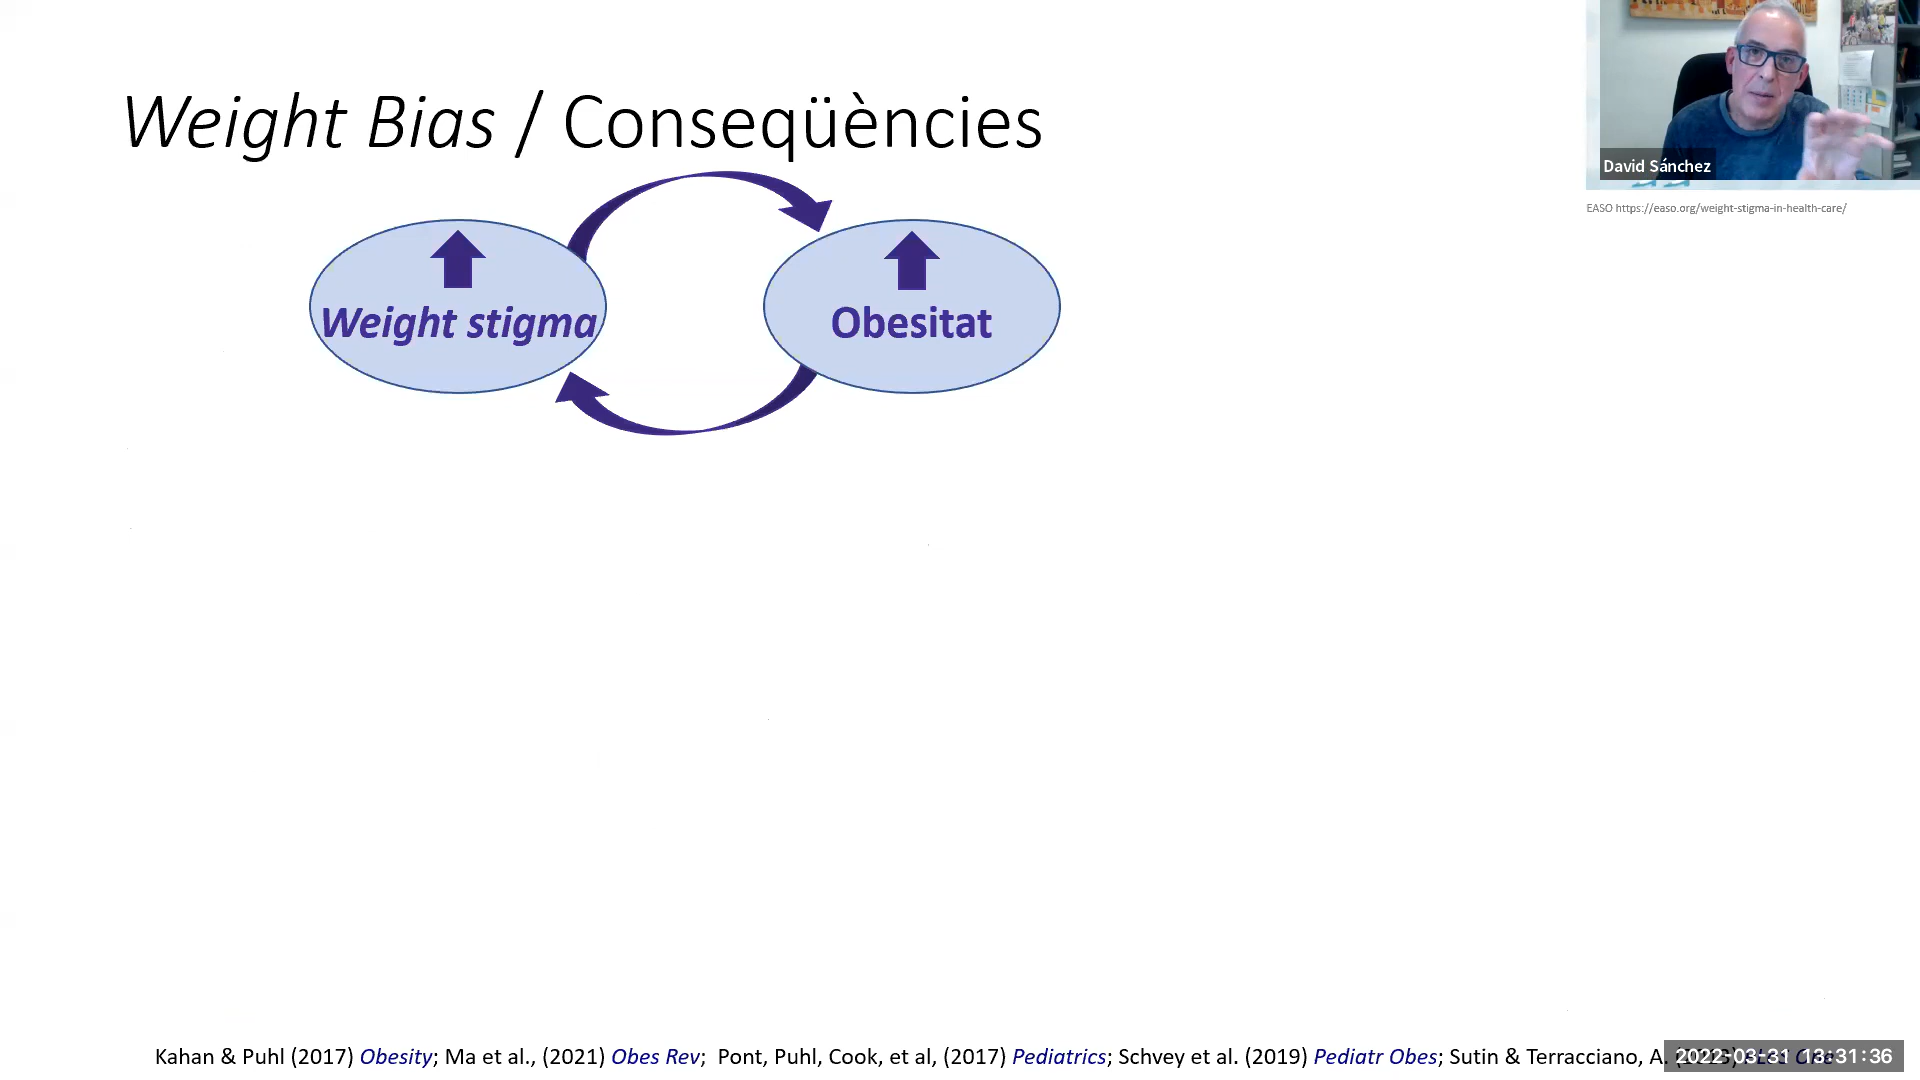 Weight Bias / Conseqüències
David Sánchez
EASO https://easo.org/weight-stigma-in-health-care/
Weight stigma
Obesitat
Kahan & Puhl (2017) Obesity; Ma et al., (2021) Obes Rev; Pont, Puhl, Cook, et al, (2017) Pediatrics; Schvey et al. (2019) Pediatr Obes; Sutin & Terracciano, A.
2022-03-31 13:31:36